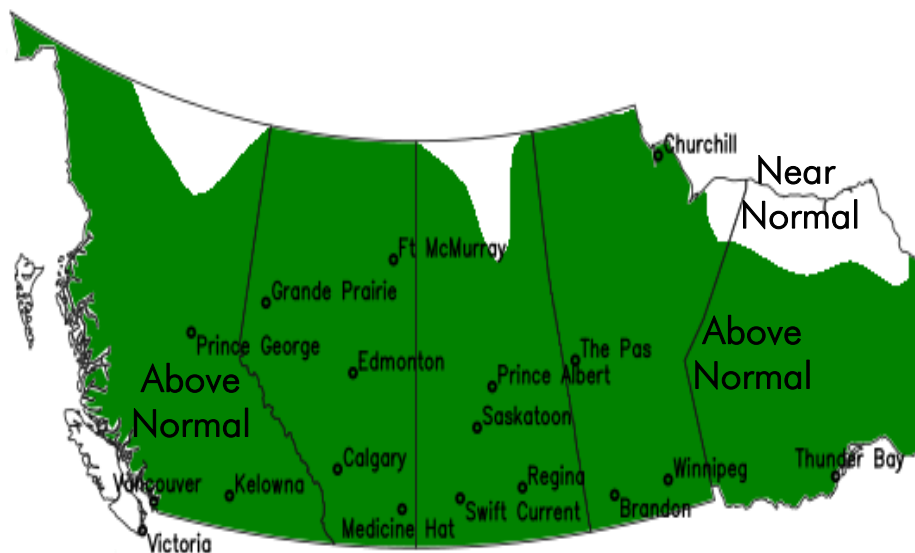 Churchill
Near
Normal
Ft McMurray
Grande Prairie
Prince George
Edmonton
The Pas
Above
Normal
Above
Normal
Prince Albert
Saskatoon
Calgary
Winnipeg
Thunder Bay
Vancouver
Kelowna
Regina
Medicine Hat
Swift Current
Brandon
Victoria